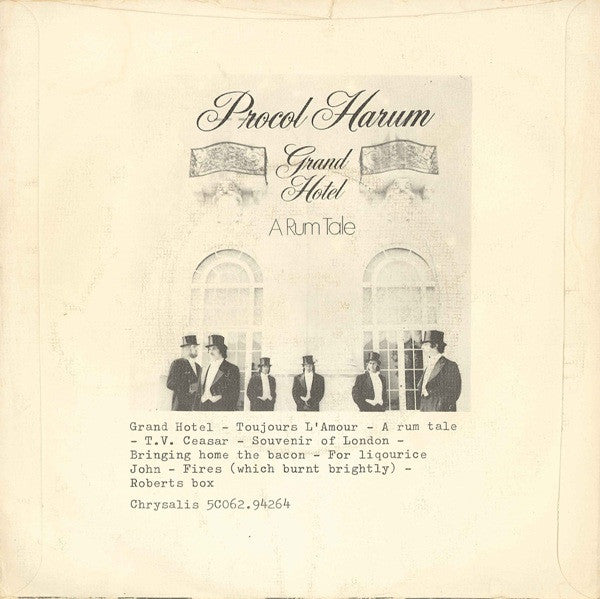 Procol Harum
Grand
Hotel
A Rum Tale
Grand Hotel - Toujours L'Amour - A rum tale
- T.V. Ceasar - Souvenir of London -
Bringing home the bacon - For liqourice
John - Fires (which burnt brightly) -
Roberts box
Chrysalis 5C062.94264